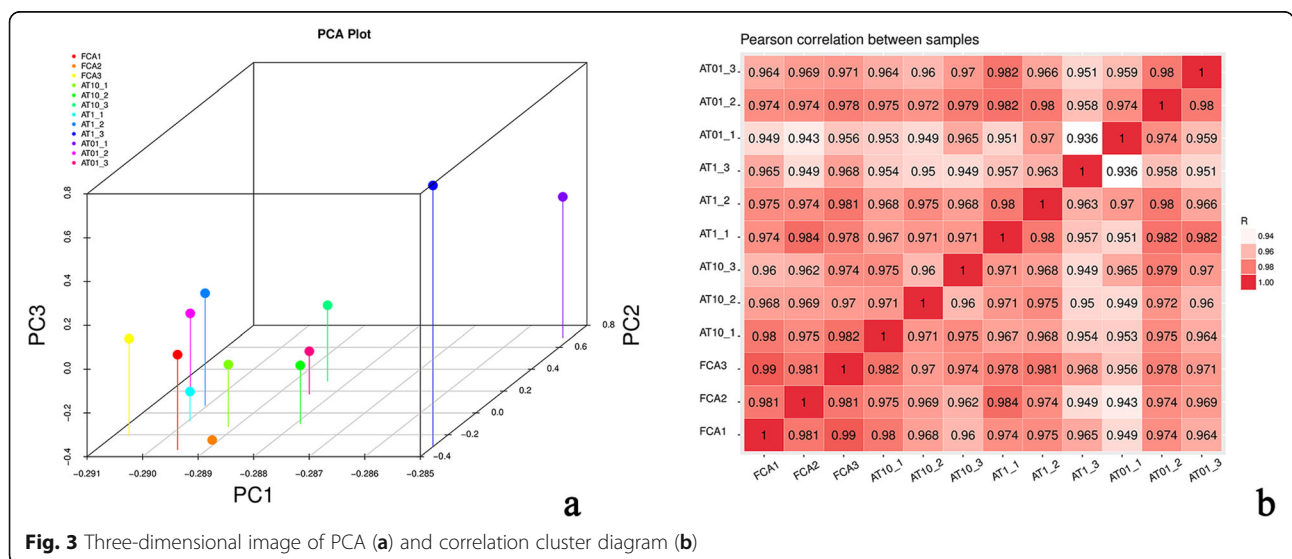 PCA Plot
FCA1
FCA2
FCA3
AT10_1
AT10_2
AT10_3
AT1_1
AT1_2
AT1_3
AT01_1
AT01_2
AT01_3
PC3
0.8
0.6
0.4
0.2
0.0
−0.2
−0.4
−0.291 −0.290 −0.289 −0.288 −0.287 −0.286 −0.285
PC1
PC2
0.8
0.6
0.4
0.2
0.0
−0.2
−0.4
a
Pearson correlation between samples
AT01_3 0.964 0.969 0.971 0.964 0.96 0.97 0.982 0.966 0.951 0.959 0.98 1
AT01_2 0.974 0.974 0.978 0.975 0.972 0.979 0.982 0.98 0.958 0.974 1 0.98
AT01_1 0.949 0.943 0.956 0.953 0.949 0.965 0.951 0.97 0.936 1 0.974 0.959
AT1_3 0.965 0.949 0.968 0.954 0.95 0.949 0.957 0.963 1 0.936 0.958 0.951
AT1_2 0.975 0.974 0.981 0.968 0.975 0.968 0.98 1 0.963 0.97 0.98 0.966
AT1_1 0.974 0.984 0.978 0.967 0.971 0.971 1 0.98 0.957 0.951 0.982 0.982
AT10_3 0.96 0.962 0.974 0.975 0.96 1 0.971 0.968 0.949 0.965 0.979 0.97
AT10_2 0.968 0.969 0.97 0.971 1 0.96 0.971 0.975 0.95 0.949 0.972 0.96
AT10_1 0.98 0.975 0.982 1 0.971 0.975 0.967 0.968 0.954 0.953 0.975 0.964
FCA3 0.99 0.981 1 0.982 0.97 0.974 0.978 0.981 0.968 0.956 0.978 0.971
FCA2 0.981 1 0.981 0.975 0.969 0.962 0.984 0.974 0.949 0.943 0.974 0.969
FCA1 1 0.981 0.99 0.98 0.968 0.96 0.974 0.975 0.965 0.949 0.974 0.964
FCA1 FCA2 FCA3 AT10_1 AT10_2 AT10_3 AT1_1 AT1_2 AT1_3 AT01_1 AT01_2 AT01_3
R
0.94
0.96
0.98
1.00
b
Fig. 3 Three-dimensional image of PCA (a) and correlation cluster diagram (b)